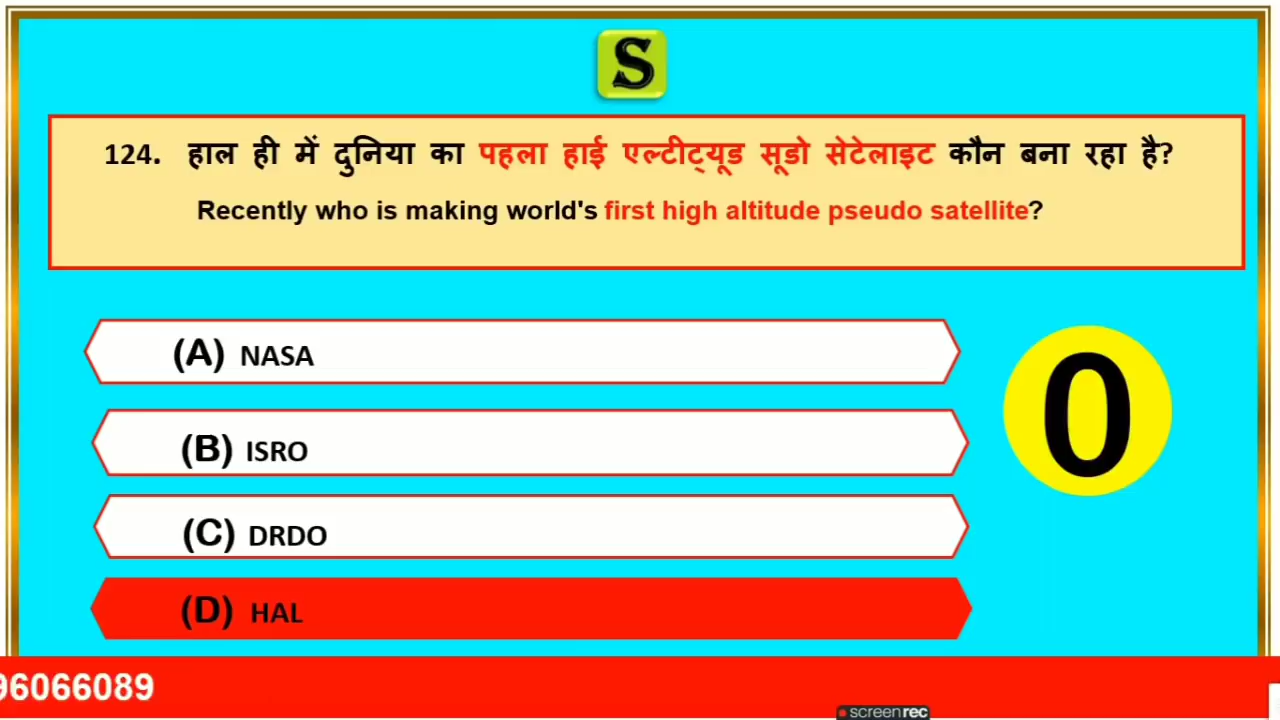 S
124. हाल ही में दुनिया का पहला हाई एल्टीट्यूड सूडो सेटेलाइट कौन बना रहा है?
Recently who is making world's first high altitude pseudo satellite?
(A) NASA
0
(B) ISRO
(C) DRDO
(D) HAL
96066089
screenrec